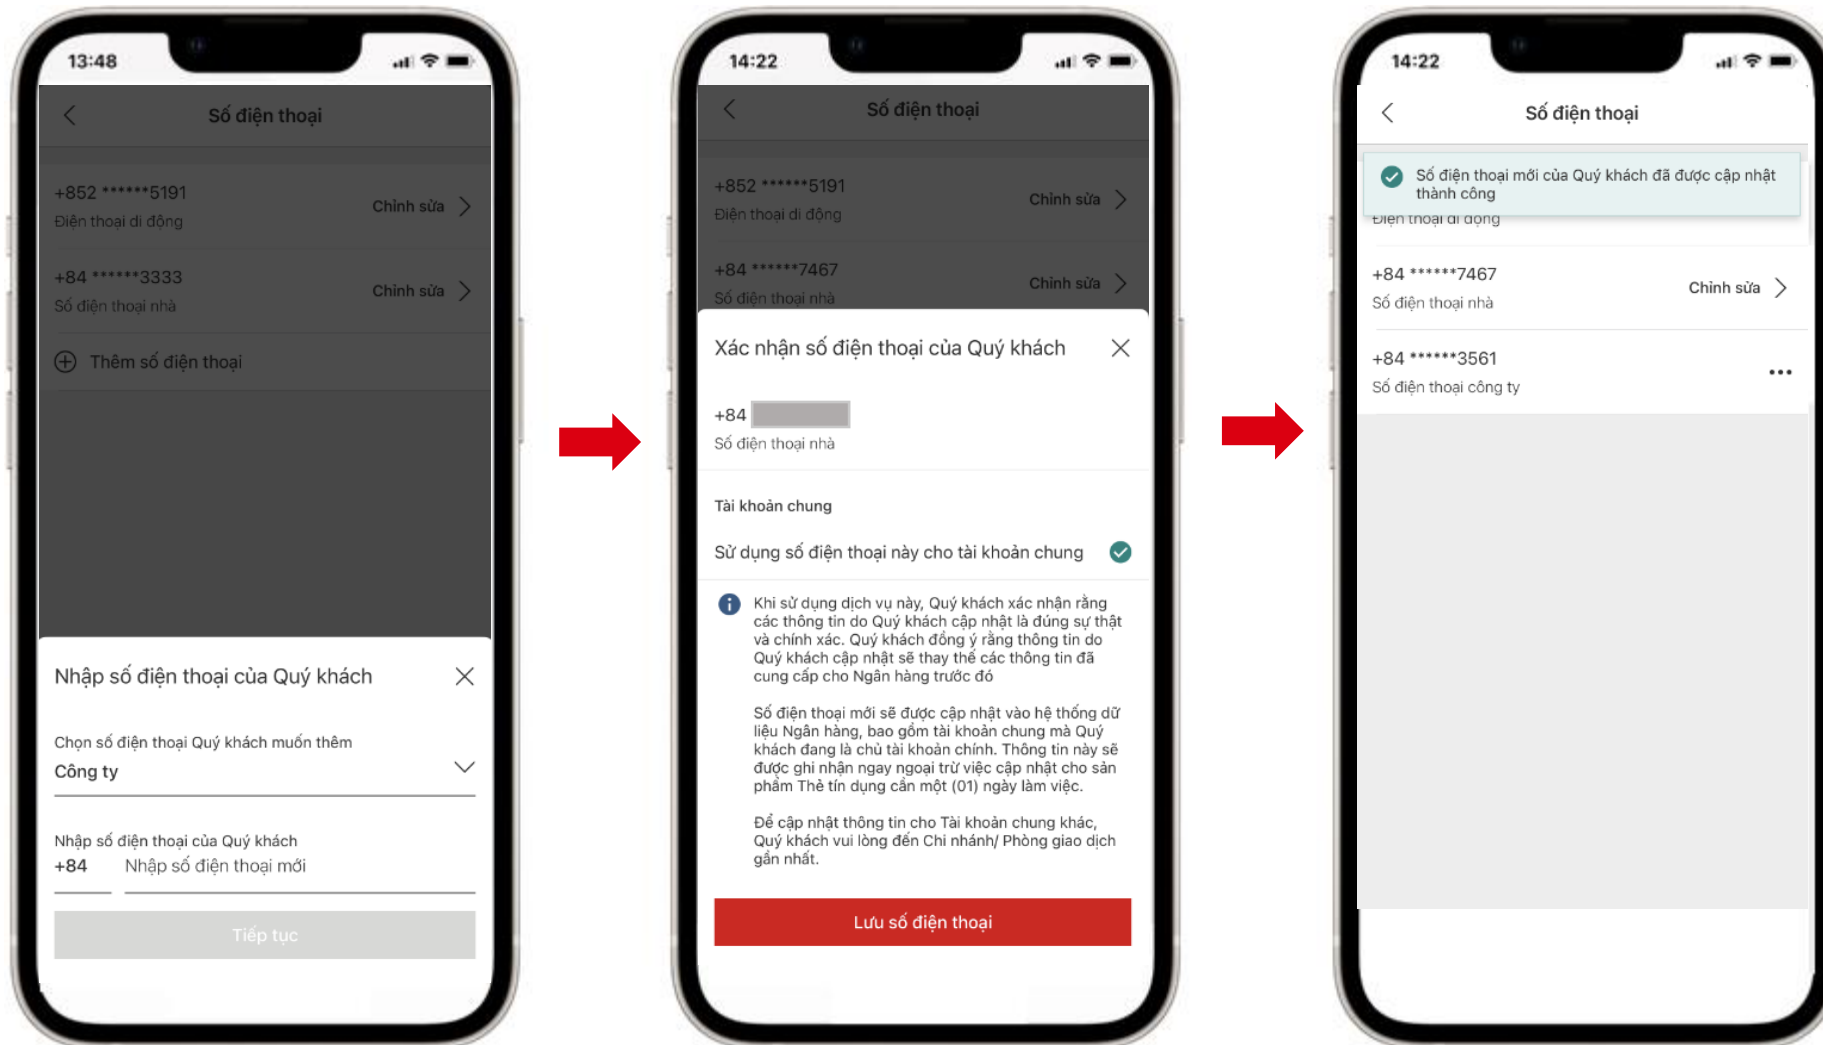 13:48
Số điện thoại
+852 ******5191
Chỉnh sửa
Điện thoại di động
+84 ******3333
Chỉnh sửa
Số điện thoại nhà
Thêm số điện thoại
Nhập số điện thoại của Quý khách
Chọn số điện thoại Quý khách muốn thêm
Công ty
Nhập số điện thoại của Quý khách
+84 Nhập số điện thoại mới
Tiếp tục
14:22
Số điện thoại
+852 ******5191
Chỉnh sửa
Điện thoại di động
+84 ******7467
Chỉnh sửa
Số điện thoại nhà
Xác nhận số điện thoại của Quý khách
+84
Số điện thoại nhà
Tài khoản chung
Sử dụng số điện thoại này cho tài khoản chung
Khi sử dụng dịch vụ này, Quý khách xác nhận rằng
các thông tin do Quý khách cập nhật là đúng sự thật
và chính xác. Quý khách đồng ý rằng thông tin do
Quý khách cập nhật sẽ thay thế các thông tin đã
cung cấp cho Ngân hàng trước đó
Số điện thoại mới sẽ được cập nhật vào hệ thống dữ
liệu Ngân hàng, bao gồm tài khoản chung mà Quý
khách đang là chủ tài khoản chính. Thông tin này sẽ
được ghi nhận ngay ngoại trừ việc cập nhật cho sản
phẩm Thẻ tín dụng cần một (01) ngày làm việc.
Để cập nhật thông tin cho Tài khoản chung khác,
Quý khách vui lòng đến Chi nhánh/ Phòng giao dịch
gần nhất.
Lưu số điện thoại
14:22
Số điện thoại
Số điện thoại mới của Quý khách đã được cập nhật
thành công
Điện thoại di động
+84 ******7467
Chỉnh sửa
Số điện thoại nhà
+84 ******3561
Số điện thoại công ty